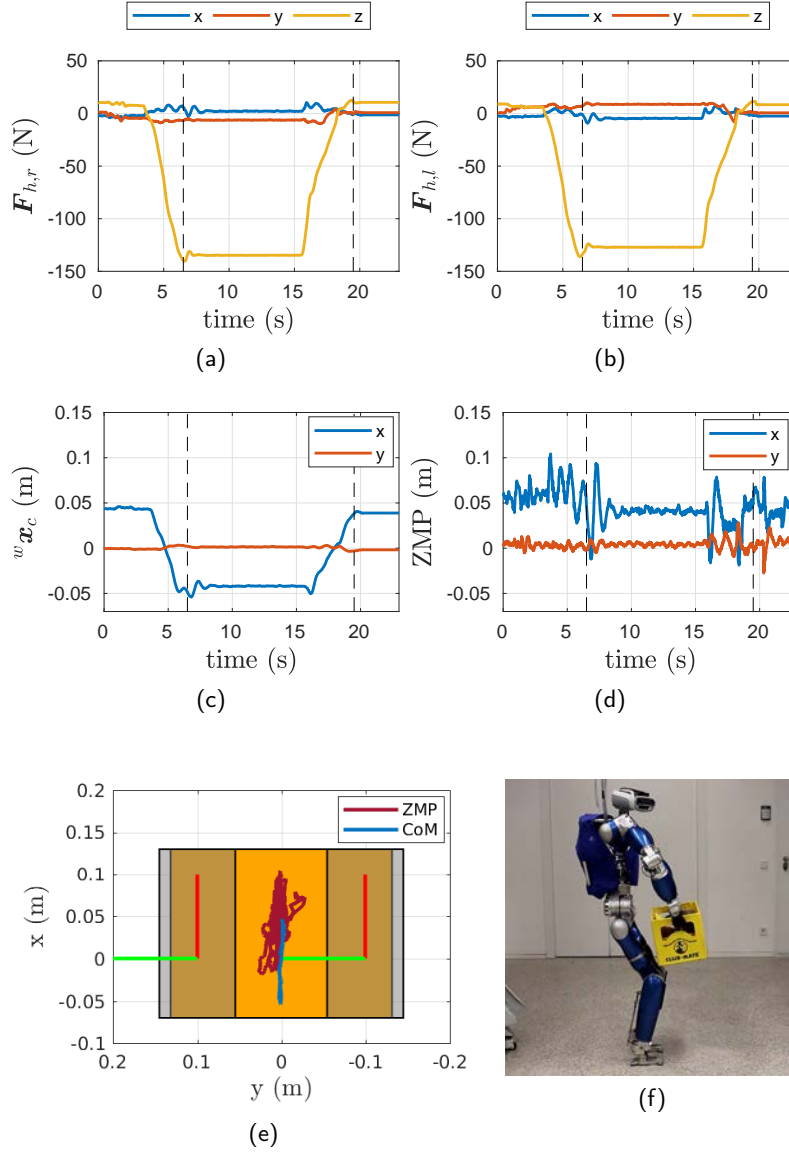 x y z
x y z
50
0
-50
-100
-150
F_{h,r} (N)
0 5 10 15 20
time (s)
(a)
50
0
-50
-100
-150
F_{h,l} (N)
0 5 10 15 20
time (s)
(b)
0.15
0.1
0.05
0
-0.05
^w x_c (m)
x
y
0 5 10 15 20
time (s)
(c)
0.15
0.1
0.05
0
-0.05
ZMP (m)
x
y
0 5 10 15 20
time (s)
(d)
0.2
0.15
0.1
0.05
0
-0.05
-0.1
x (m)
ZMP
CoM
0.2 0.1 0 -0.1 -0.2
y (m)
(e)
CLUB-MATE
(f)